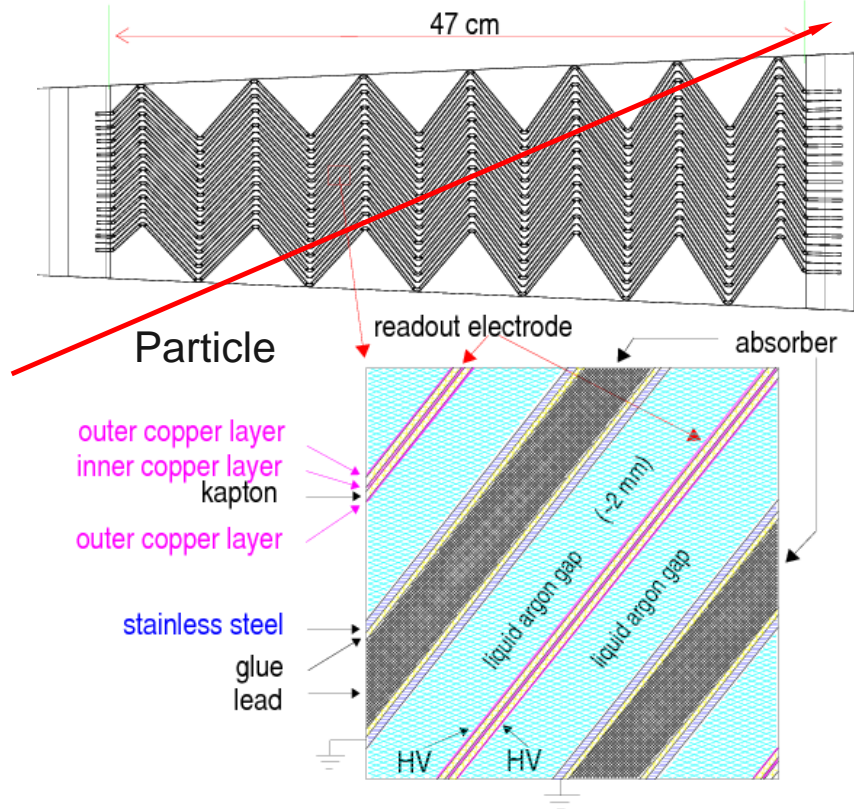 47 cm
Particle
readout electrode
absorber
outer copper layer
inner copper layer
kapton
outer copper layer
(~2 mm)
liquid argon gap
liquid argon gap
stainless steel
glue
lead
HV
HV